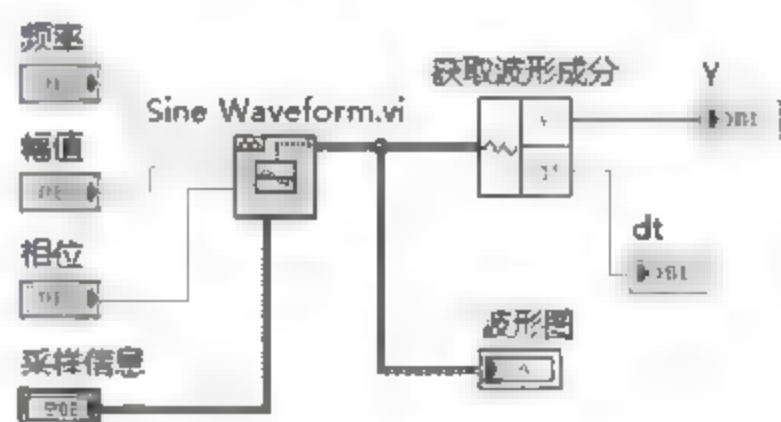 频率
获取波形成分
Y
Sine Waveform.vi
幅值
dt
相位
波形图
采样信息